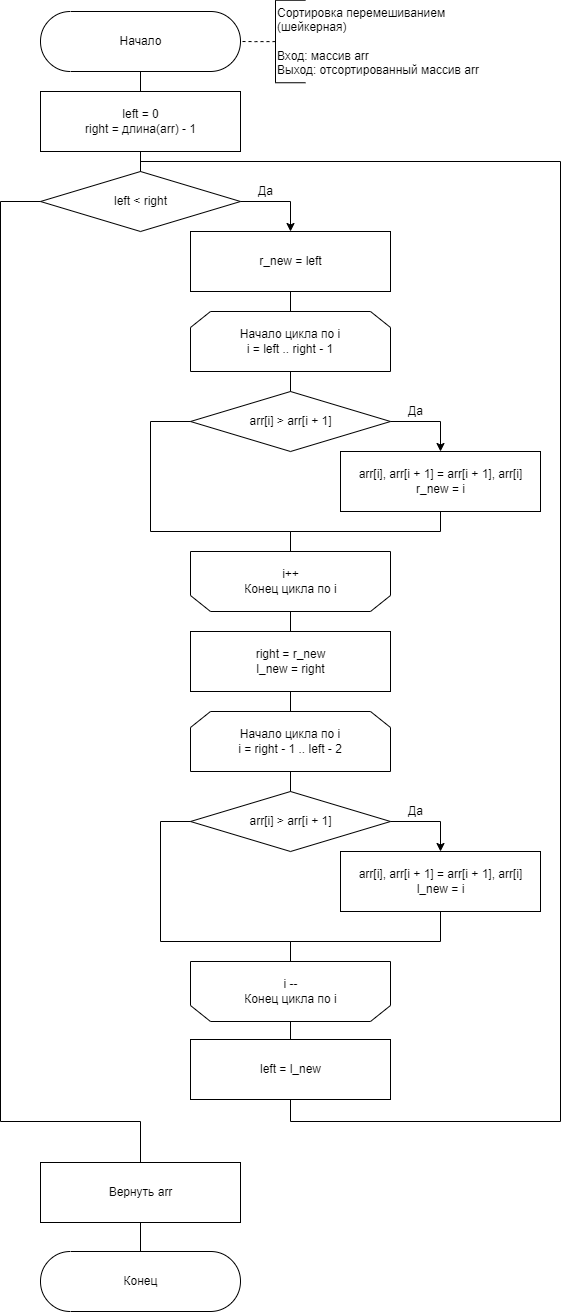 Начало
Сортировка перемешиванием
(шейкерная)
Вход: массив arr
Выход: отсортированный массив arr
left = 0
right = длина(arr) - 1
left < right
Да
r_new = left
Начало цикла по i
i = left .. right - 1
arr[i] > arr[i + 1]
Да
arr[i], arr[i + 1] = arr[i + 1], arr[i]
r_new = i
i++
Конец цикла по i
right = r_new
l_new = right
Начало цикла по i
i = right - 1 .. left - 2
arr[i] > arr[i + 1]
Да
arr[i], arr[i + 1] = arr[i + 1], arr[i]
l_new = i
i --
Конец цикла по i
left = l_new
Вернуть arr
Конец